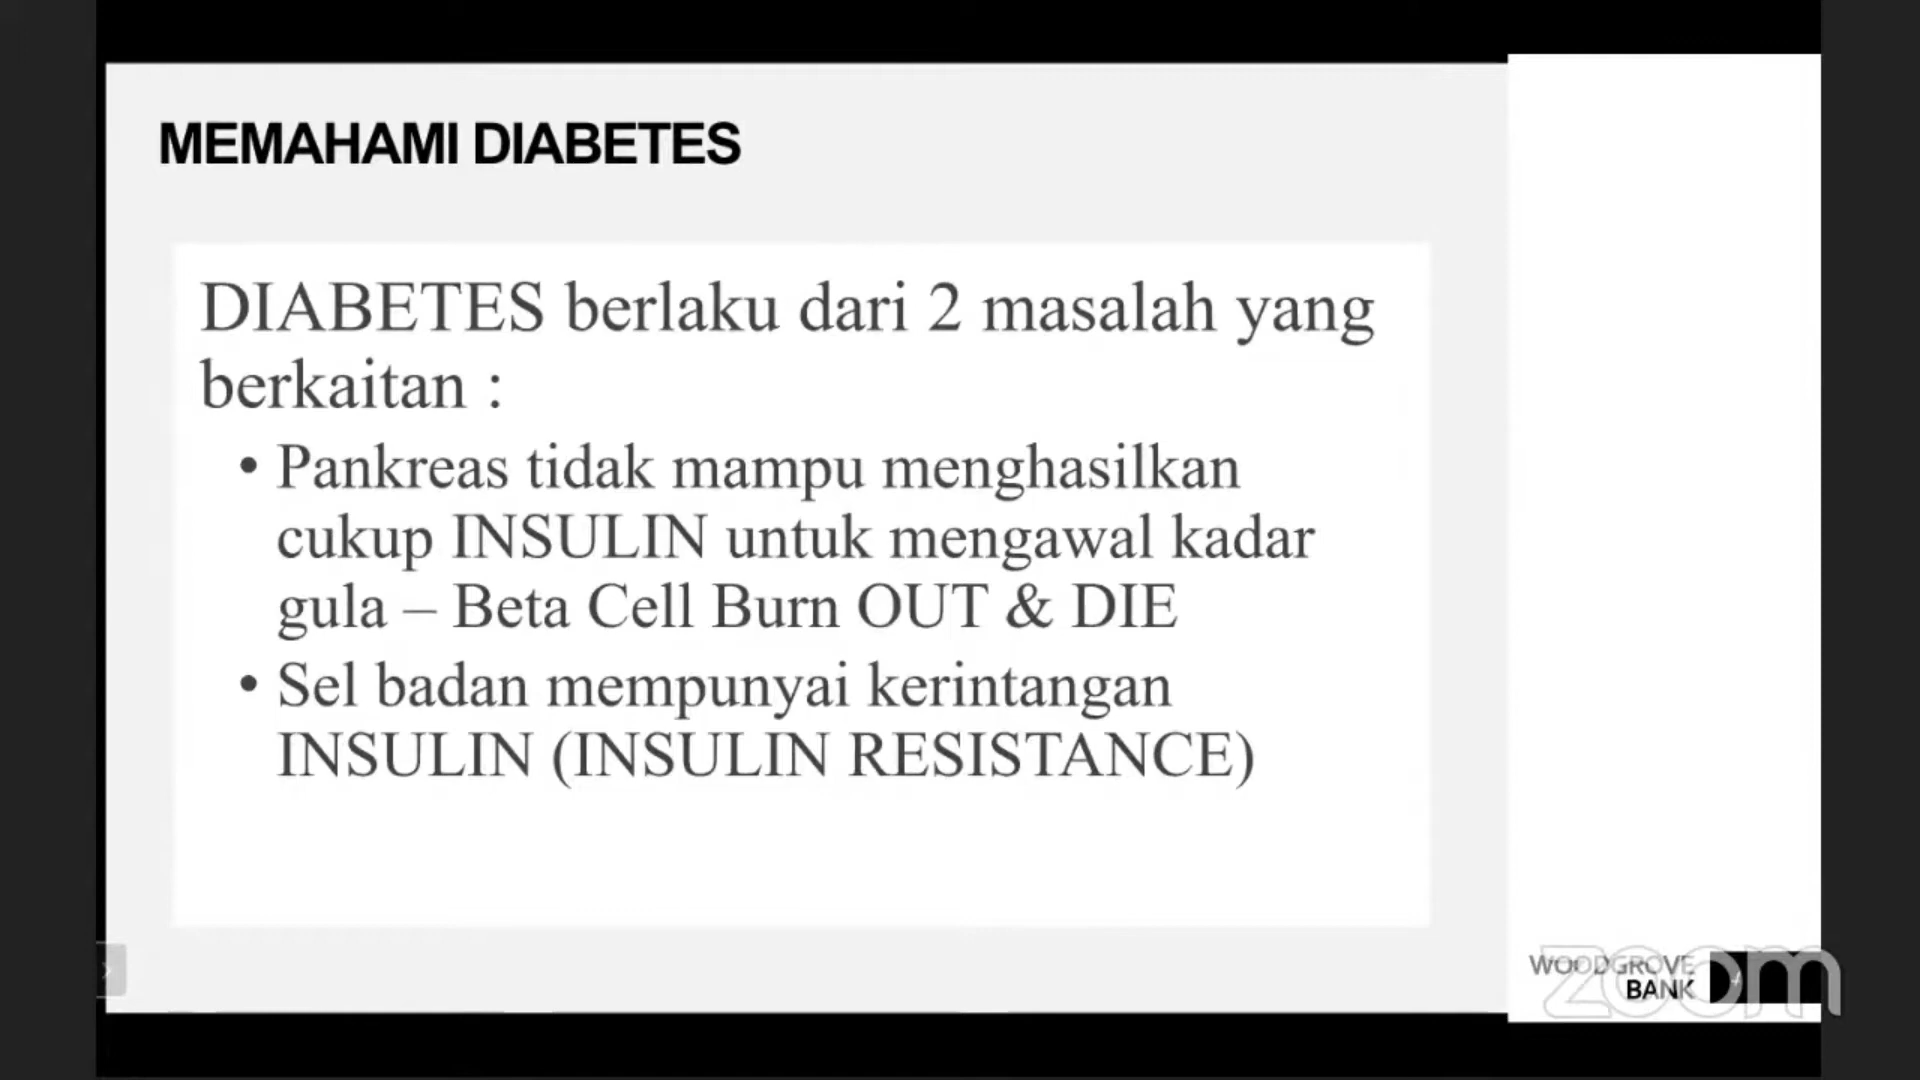 MEMAHAMI DIABETES
DIABETES berlaku dari 2 masalah yang
berkaitan :
• Pankreas tidak mampu menghasilkan
cukup INSULIN untuk mengawal kadar
gula – Beta Cell Burn OUT & DIE
• Sel badan mempunyai kerintangan
INSULIN (INSULIN RESISTANCE)
WOODGROVE
BANK
zoom